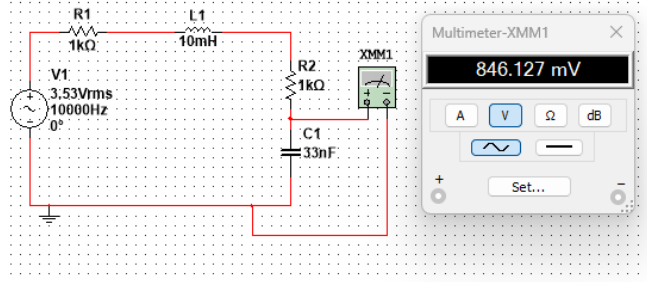 R1
1kΩ
L1
10mH
V1
3.53Vrms
10000Hz
0°
R2
1kΩ
C1
33nF
XMM1
+ -
Multimeter-XMM1
846.127 mV
A V Ω dB
+
Set...
-